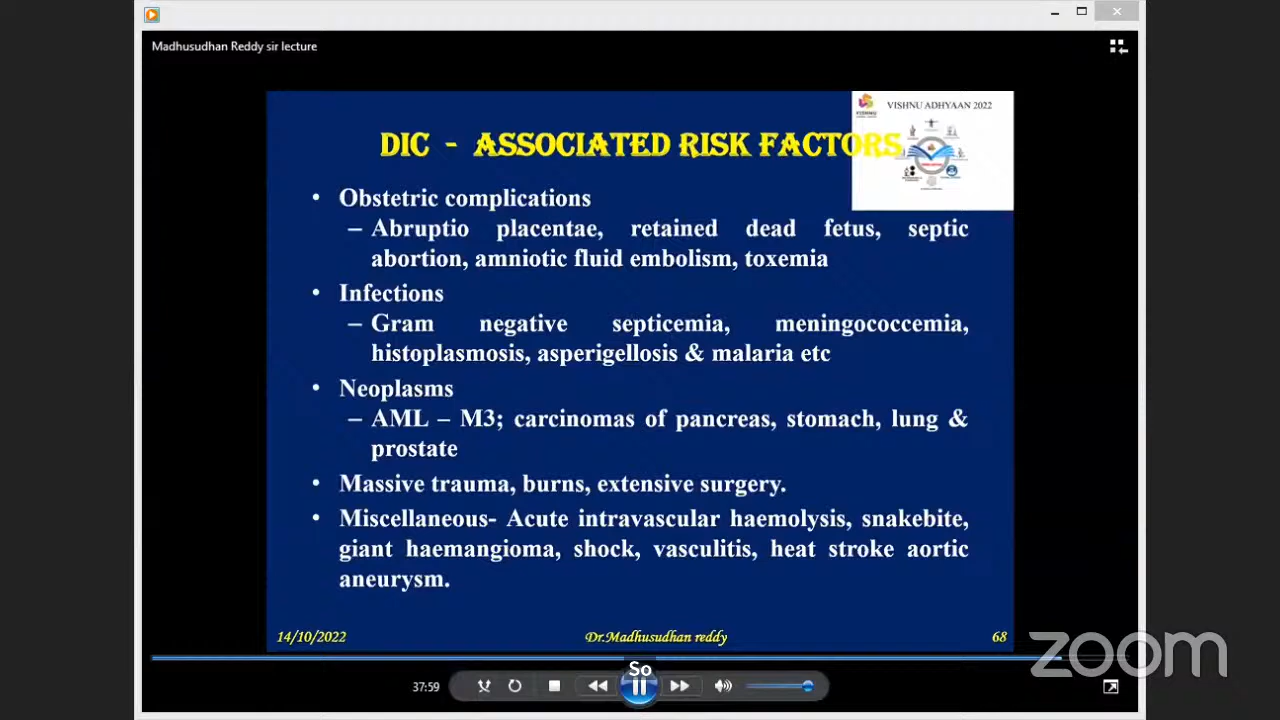 Madhusudhan Reddy sir lecture
VISHNU ADHYAAN 2022
DIC - ASSOCIATED RISK FACTORS
• Obstetric complications
– Abruptio placentae, retained dead fetus, septic
abortion, amniotic fluid embolism, toxemia
• Infections
– Gram negative septicemia, meningococcemia,
histoplasmosis, asperigellosis & malaria etc
• Neoplasms
– AML – M3; carcinomas of pancreas, stomach, lung &
prostate
• Massive trauma, burns, extensive surgery.
• Miscellaneous- Acute intravascular haemolysis, snakebite,
giant haemangioma, shock, vasculitis, heat stroke aortic
aneurysm.
14/10/2022 Dr.Madhusudhan reddy 68
zoom
So
37:59